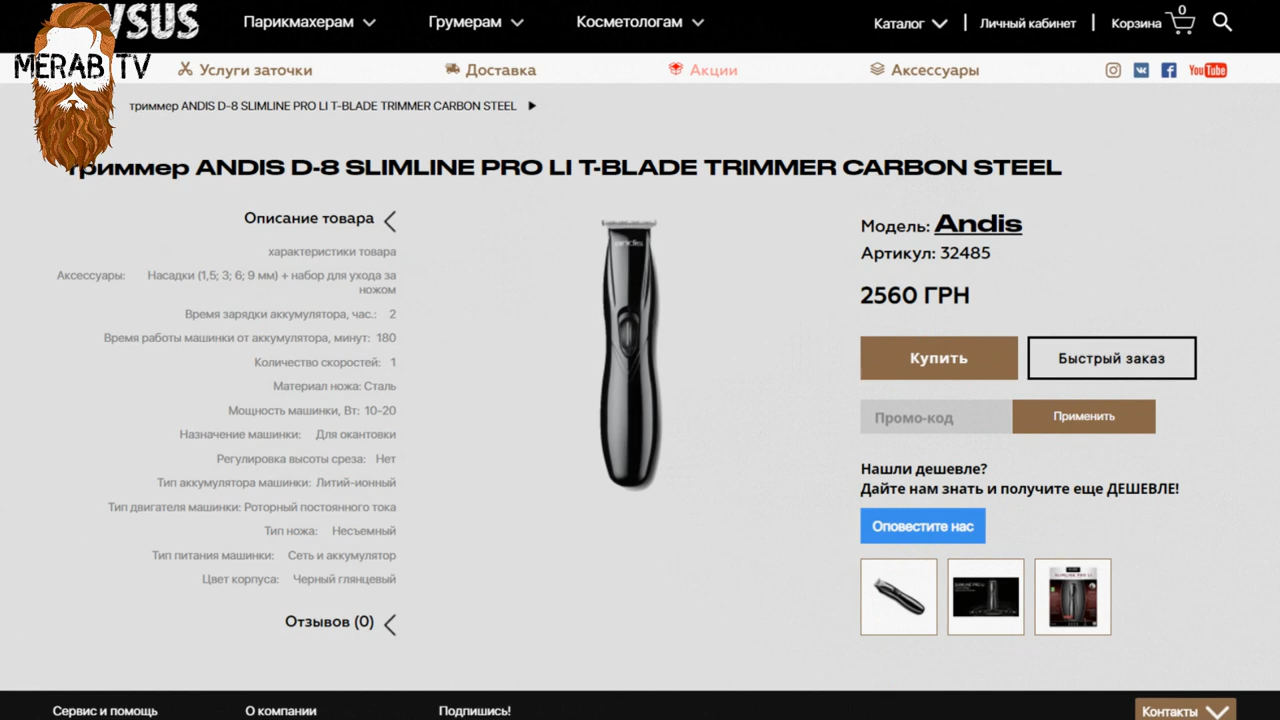 Парикмахерам
Грумерам
Косметологам
Каталог
Личный кабинет
Корзина
0
MERAB TV
Услуги заточки
Доставка
Акции
Аксессуары
You Tube
триммер ANDIS D-8 SLIMLINE PRO LI T-BLADE TRIMMER CARBON STEEL
триммер ANDIS D-8 SLIMLINE PRO LI T-BLADE TRIMMER CARBON STEEL
Описание товара
характеристики товара
Аксессуары: Насадки (1,5; 3; 6; 9 мм) + набор для ухода за
ножом
Время зарядки аккумулятора, час.: 2
Время работы машинки от аккумулятора, минут: 180
Количество скоростей: 1
Материал ножа: Сталь
Мощность машинки, Вт: 10-20
Назначение машинки: Для окантовки
Регулировка высоты среза: Нет
Тип аккумулятора машинки: Литий-ионный
Тип двигателя машинки: Роторный постоянного тока
Тип ножа: Несъемный
Тип питания машинки: Сеть и аккумулятор
Цвет корпуса: Черный глянцевый
Отзывов (0)
andis
Модель: Andis
Артикул: 32485
2560 ГРН
Купить
Быстрый заказ
Промо-код
Применить
Нашли дешевле?
Дайте нам знать и получите еще ДЕШЕВЛЕ!
Оповестите нас
SLIMLINE PRO LI
Сервис и помощь
О компании
Подпишись!
Контакты